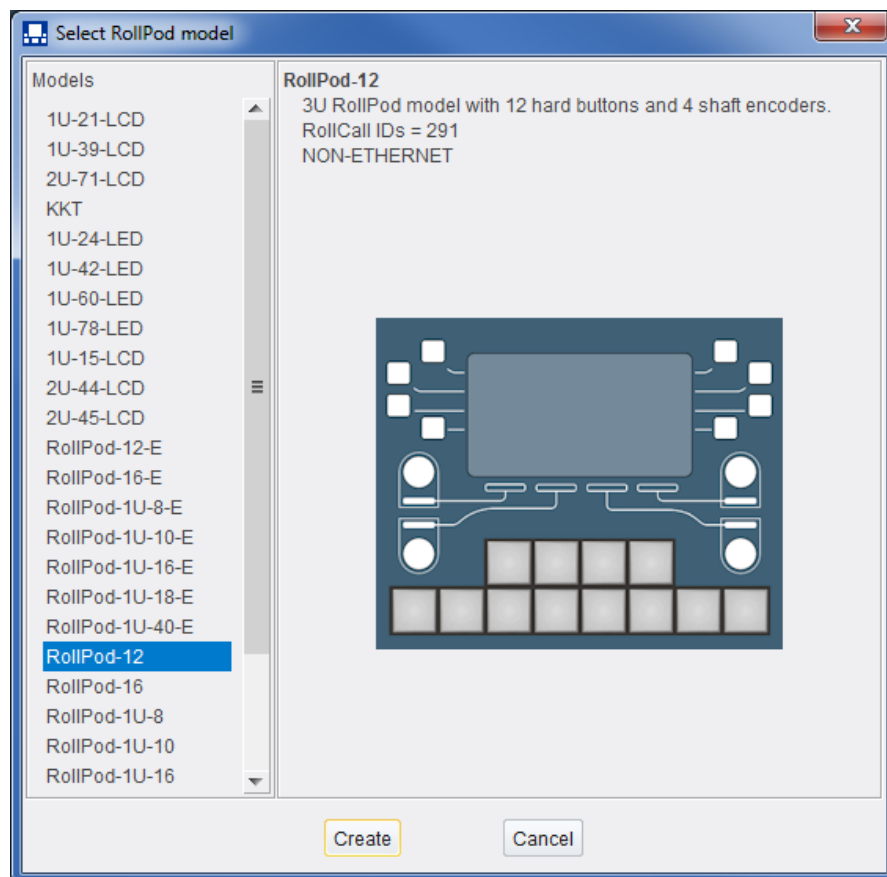 Select RollPod model
Models
1U-21-LCD
1U-39-LCD
2U-71-LCD
KKT
1U-24-LED
1U-42-LED
1U-60-LED
1U-78-LED
1U-15-LCD
2U-44-LCD
2U-45-LCD
RollPod-12-E
RollPod-16-E
RollPod-1U-8-E
RollPod-1U-10-E
RollPod-1U-16-E
RollPod-1U-18-E
RollPod-1U-40-E
RollPod-12
RollPod-16
RollPod-1U-8
RollPod-1U-10
RollPod-1U-16
RollPod-12
3U RollPod model with 12 hard buttons and 4 shaft encoders.
RollCall IDs = 291
NON-ETHERNET
Create
Cancel